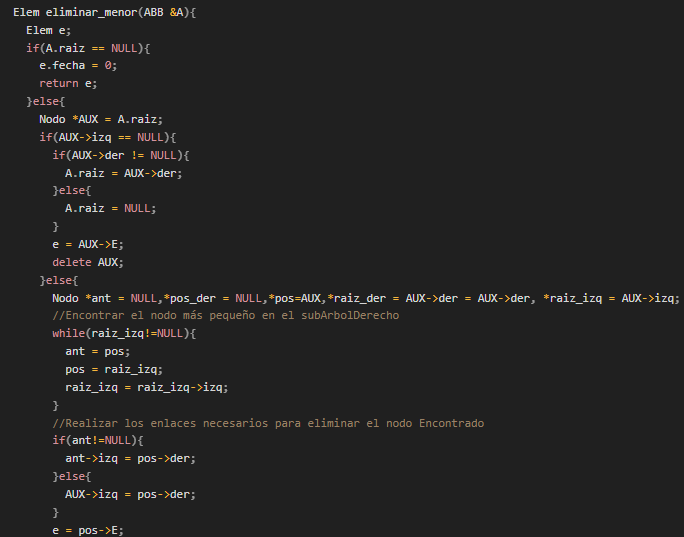 Elem eliminar_menor(ABB &A){
Elem e;
if(A.raiz == NULL){
e.fecha = 0;
return e;
}else{
Nodo *AUX = A.raiz;
if(AUX->izq == NULL){
if(AUX->der != NULL){
A.raiz = AUX->der;
}else{
A.raiz = NULL;
}
e = AUX->E;
delete AUX;
}else{
Nodo *ant = NULL,*pos_der = NULL,*pos=AUX,*raiz_der = AUX->der = AUX->der, *raiz_izq = AUX->izq;
//Encontrar el nodo más pequeño en el subArbolDerecho
while(raiz_izq!=NULL){
ant = pos;
pos = raiz_izq;
raiz_izq = raiz_izq->izq;
}
//Realizar los enlaces necesarios para eliminar el nodo Encontrado
if(ant!=NULL){
ant->izq = pos->der;
}else{
AUX->izq = pos->der;
}
e = pos->E;